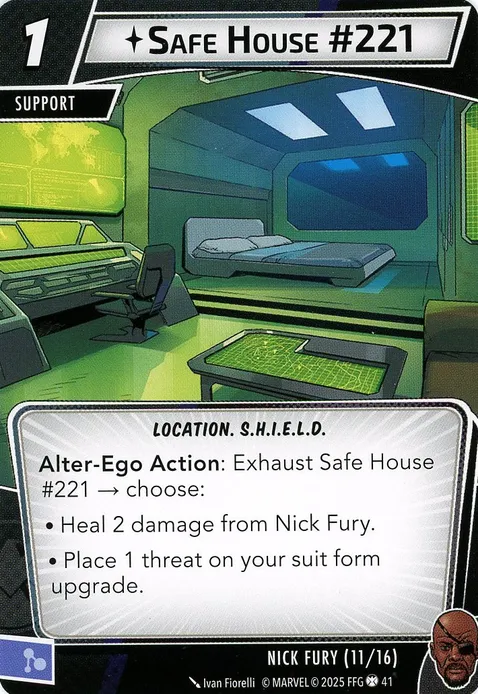 1
Safe House #221
SUPPORT
LOCATION. S.H.I.E.L.D.
Alter-Ego Action: Exhaust Safe House
#221 → choose:
• Heal 2 damage from Nick Fury.
• Place 1 threat on your suit form
upgrade.
NICK FURY (11/16)
Ivan Fiorelli © MARVEL © 2025 FFG 41